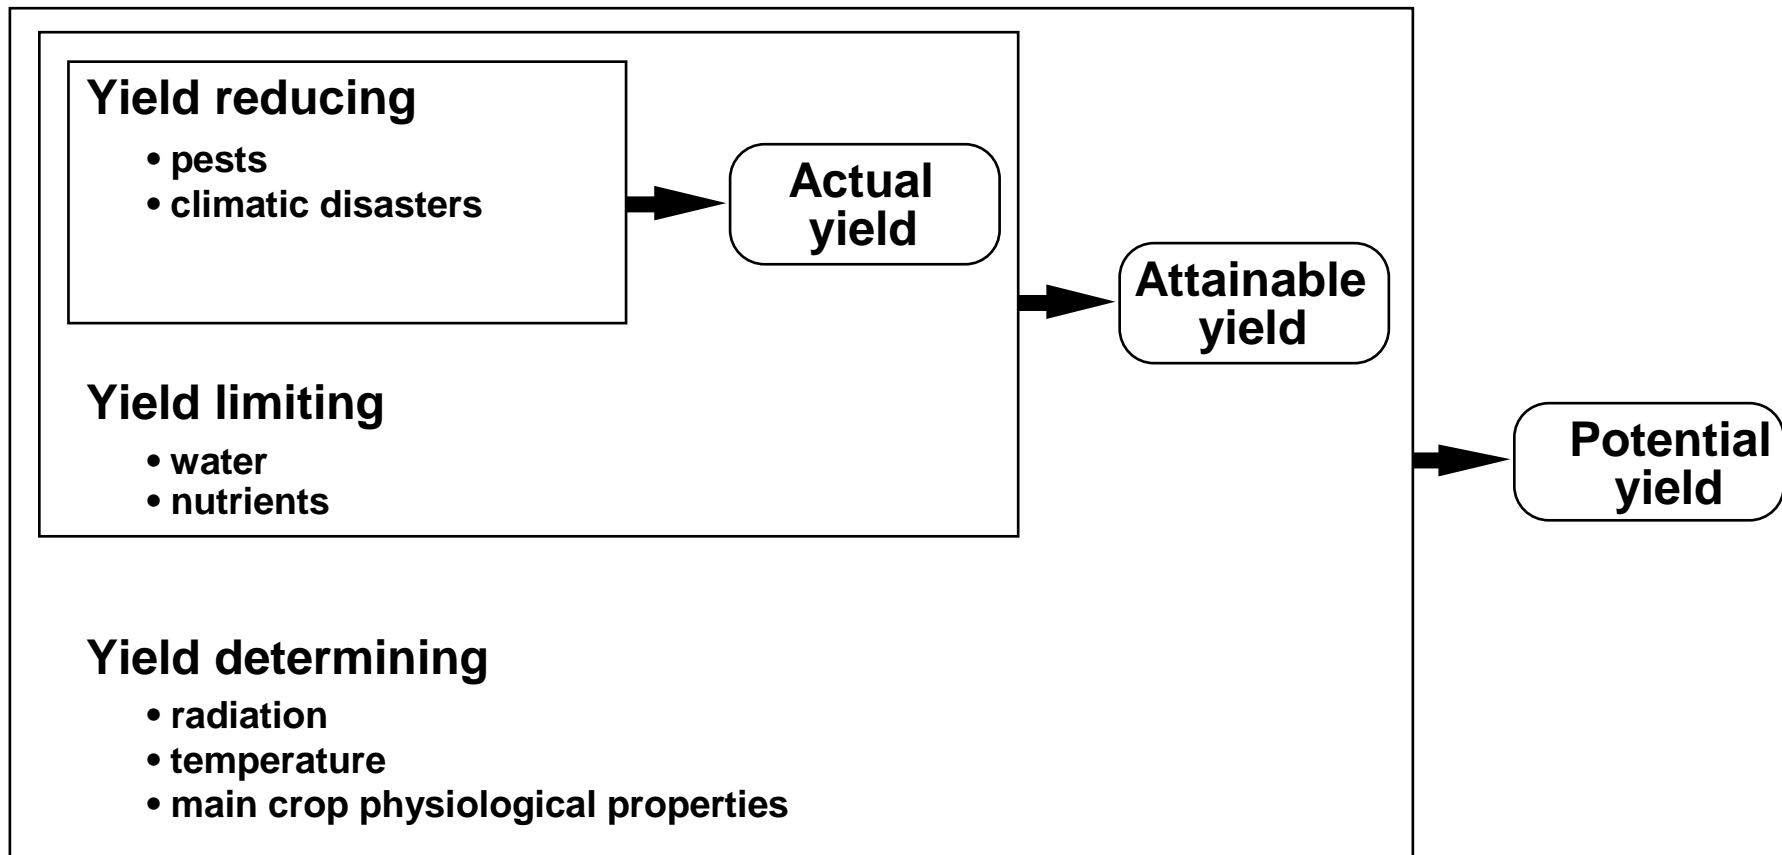 Yield reducing
• pests
• climatic disasters
Actual
yield
Attainable
yield
Yield limiting
• water
• nutrients
Potential
yield
Yield determining
• radiation
• temperature
• main crop physiological properties